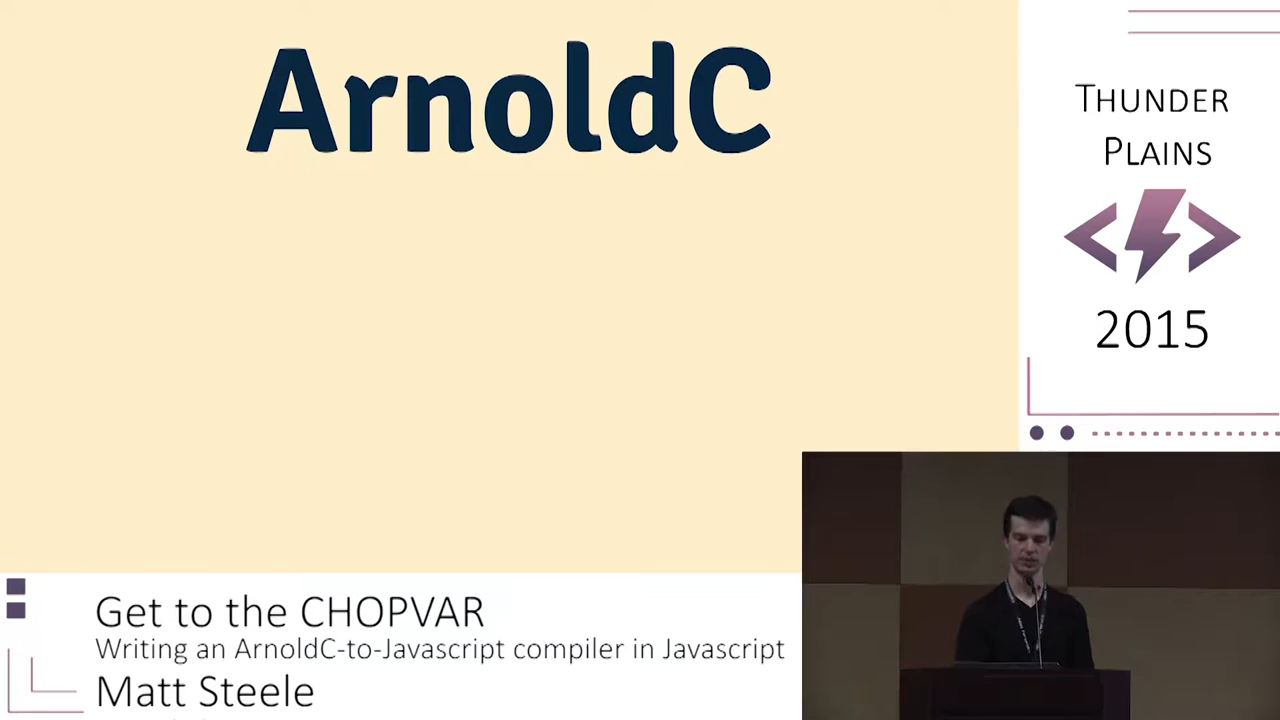 ArnoldC
THUNDER
PLAINS
2015
Get to the CHOPVAR
Writing an ArnoldC-to-Javascript compiler in Javascript
Matt Steele